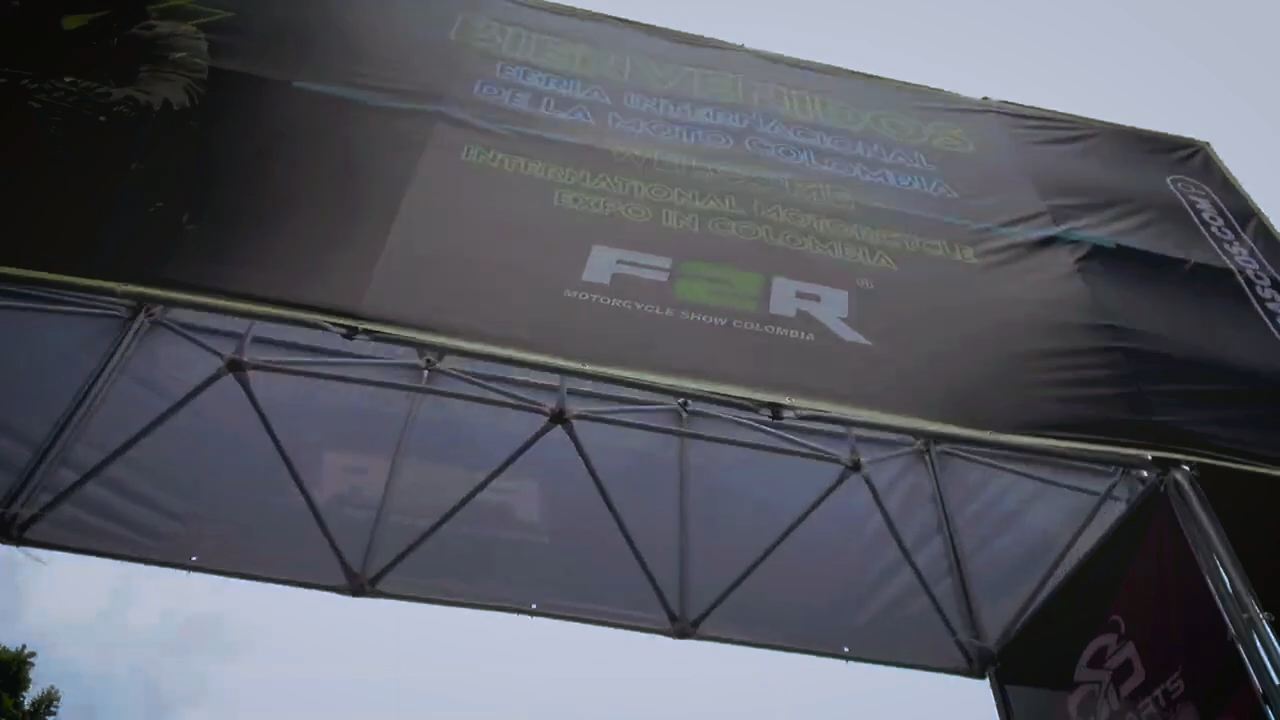 BIENVENIDOS
FERIA INTERNACIONAL
DE LA MOTO COLOMBIA
WELCOME
INTERNATIONAL MOTORCYCLE
EXPO IN COLOMBIA
F2R®
MOTORCYCLE SHOW COLOMBIA